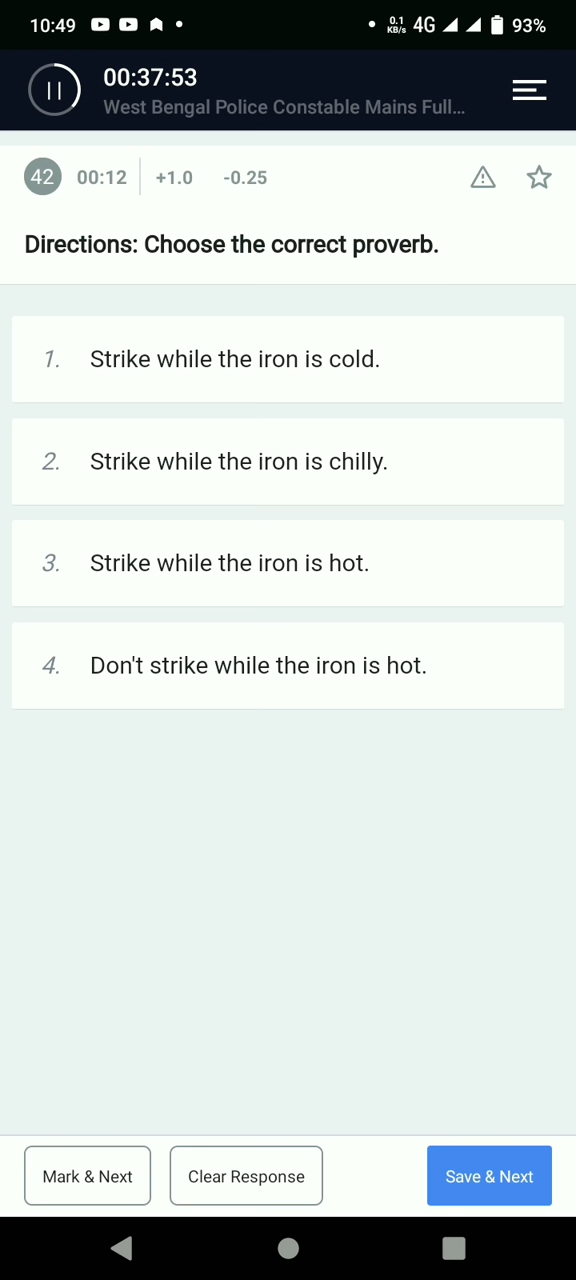 10:49
0.1 KB/s 4G 93%
00:37:53
West Bengal Police Constable Mains Full...
42 00:12 +1.0 -0.25
Directions: Choose the correct proverb.
1. Strike while the iron is cold.
2. Strike while the iron is chilly.
3. Strike while the iron is hot.
4. Don't strike while the iron is hot.
Mark & Next Clear Response Save & Next